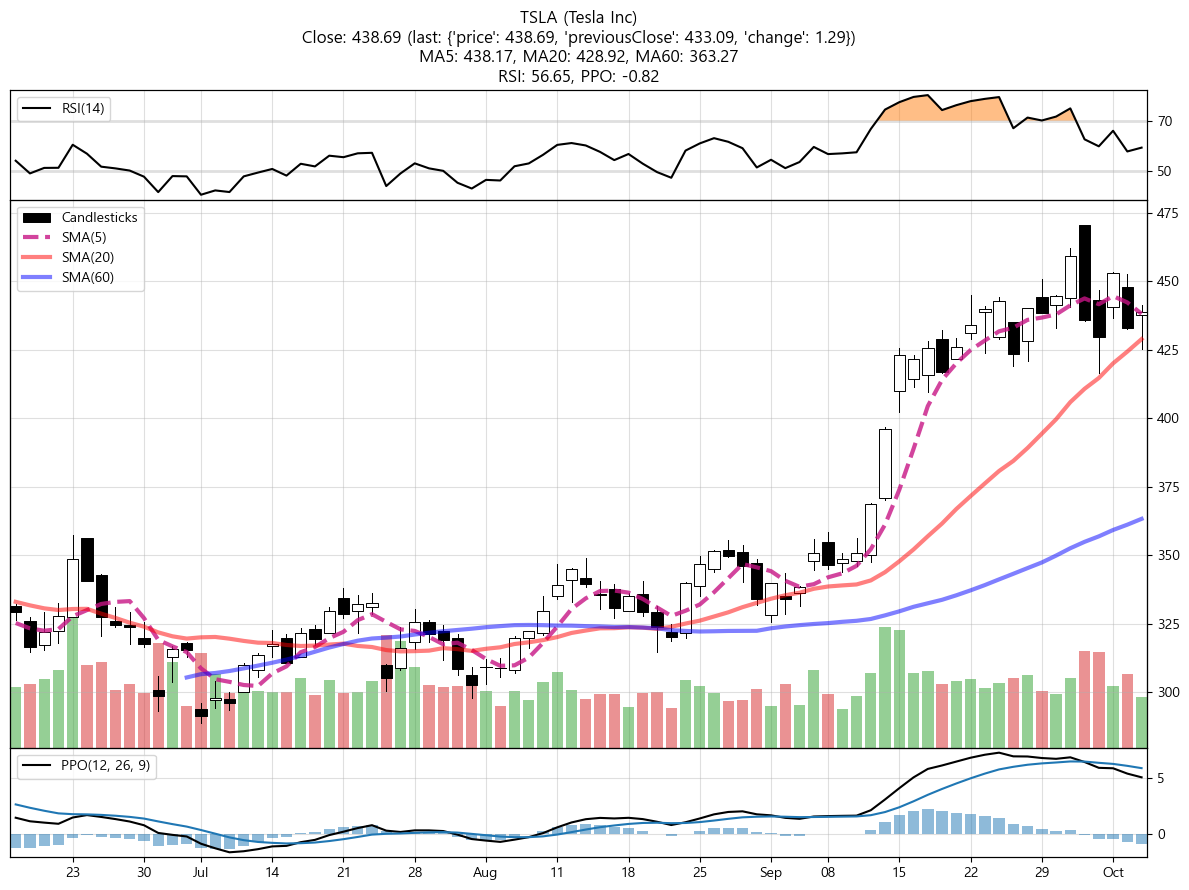 TSLA (Tesla Inc)
Close: 438.69 (last: {'price': 438.69, 'previousClose': 433.09, 'change': 1.29})
MA5: 438.17, MA20: 428.92, MA60: 363.27
RSI: 56.65, PPO: -0.82
RSI(14)
70
50
Candlesticks
SMA(5)
SMA(20)
SMA(60)
475
450
425
400
375
350
325
300
PPO(12, 26, 9)
5
0
23 30 Jul 14 21 28 Aug 11 18 25 Sep 08 15 22 29 Oct